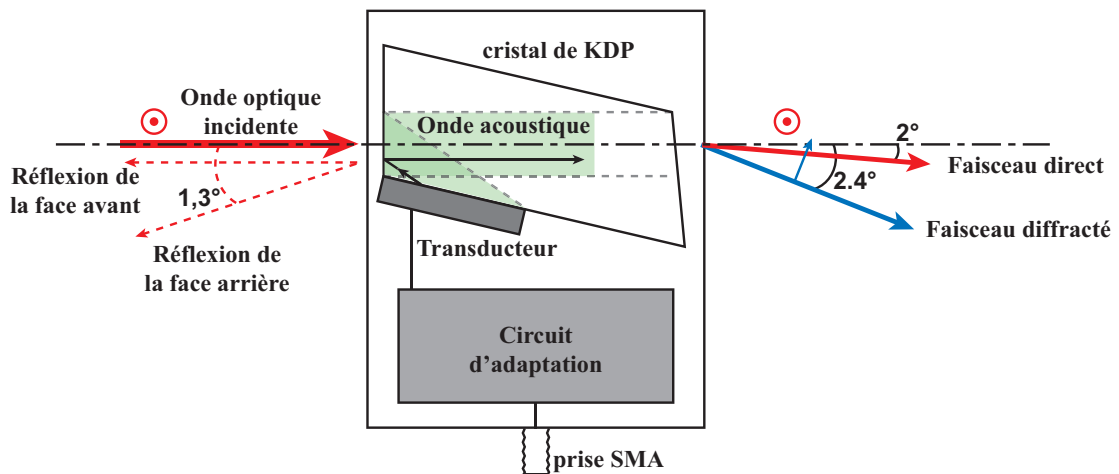 cristal de KDP
Onde optique
incidente
Onde acoustique
2°
Faisceau direct
Réflexion de
la face avant
1,3°
2.4°
Faisceau diffracté
Réflexion de
la face arrière
Transducteur
Circuit
d'adaptation
prise SMA